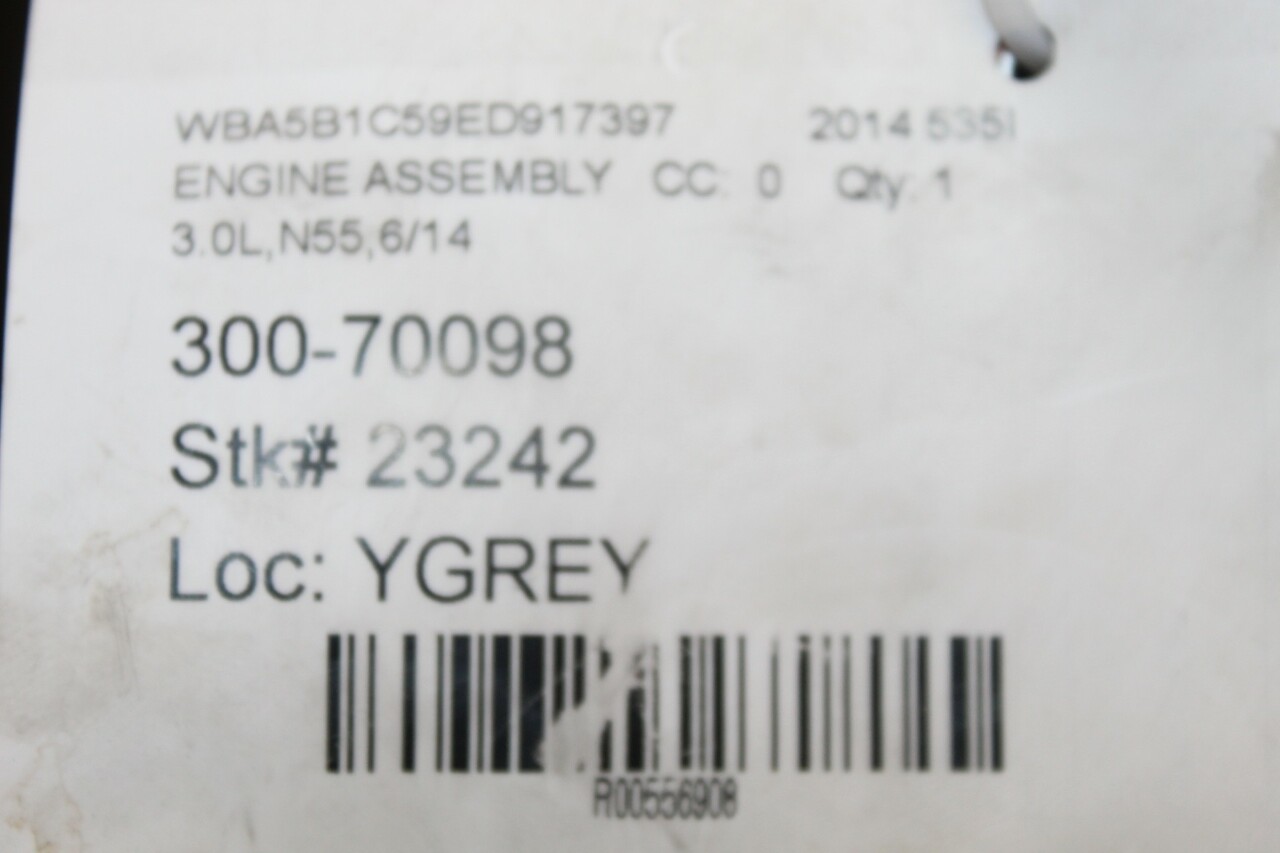 WBA5B1C59ED917397 2014 535I
ENGINE ASSEMBLY CC: 0 Qty: 1
3.0L,N55,6/14
300-70098
Stk# 23242
Loc: YGREY
R00556908